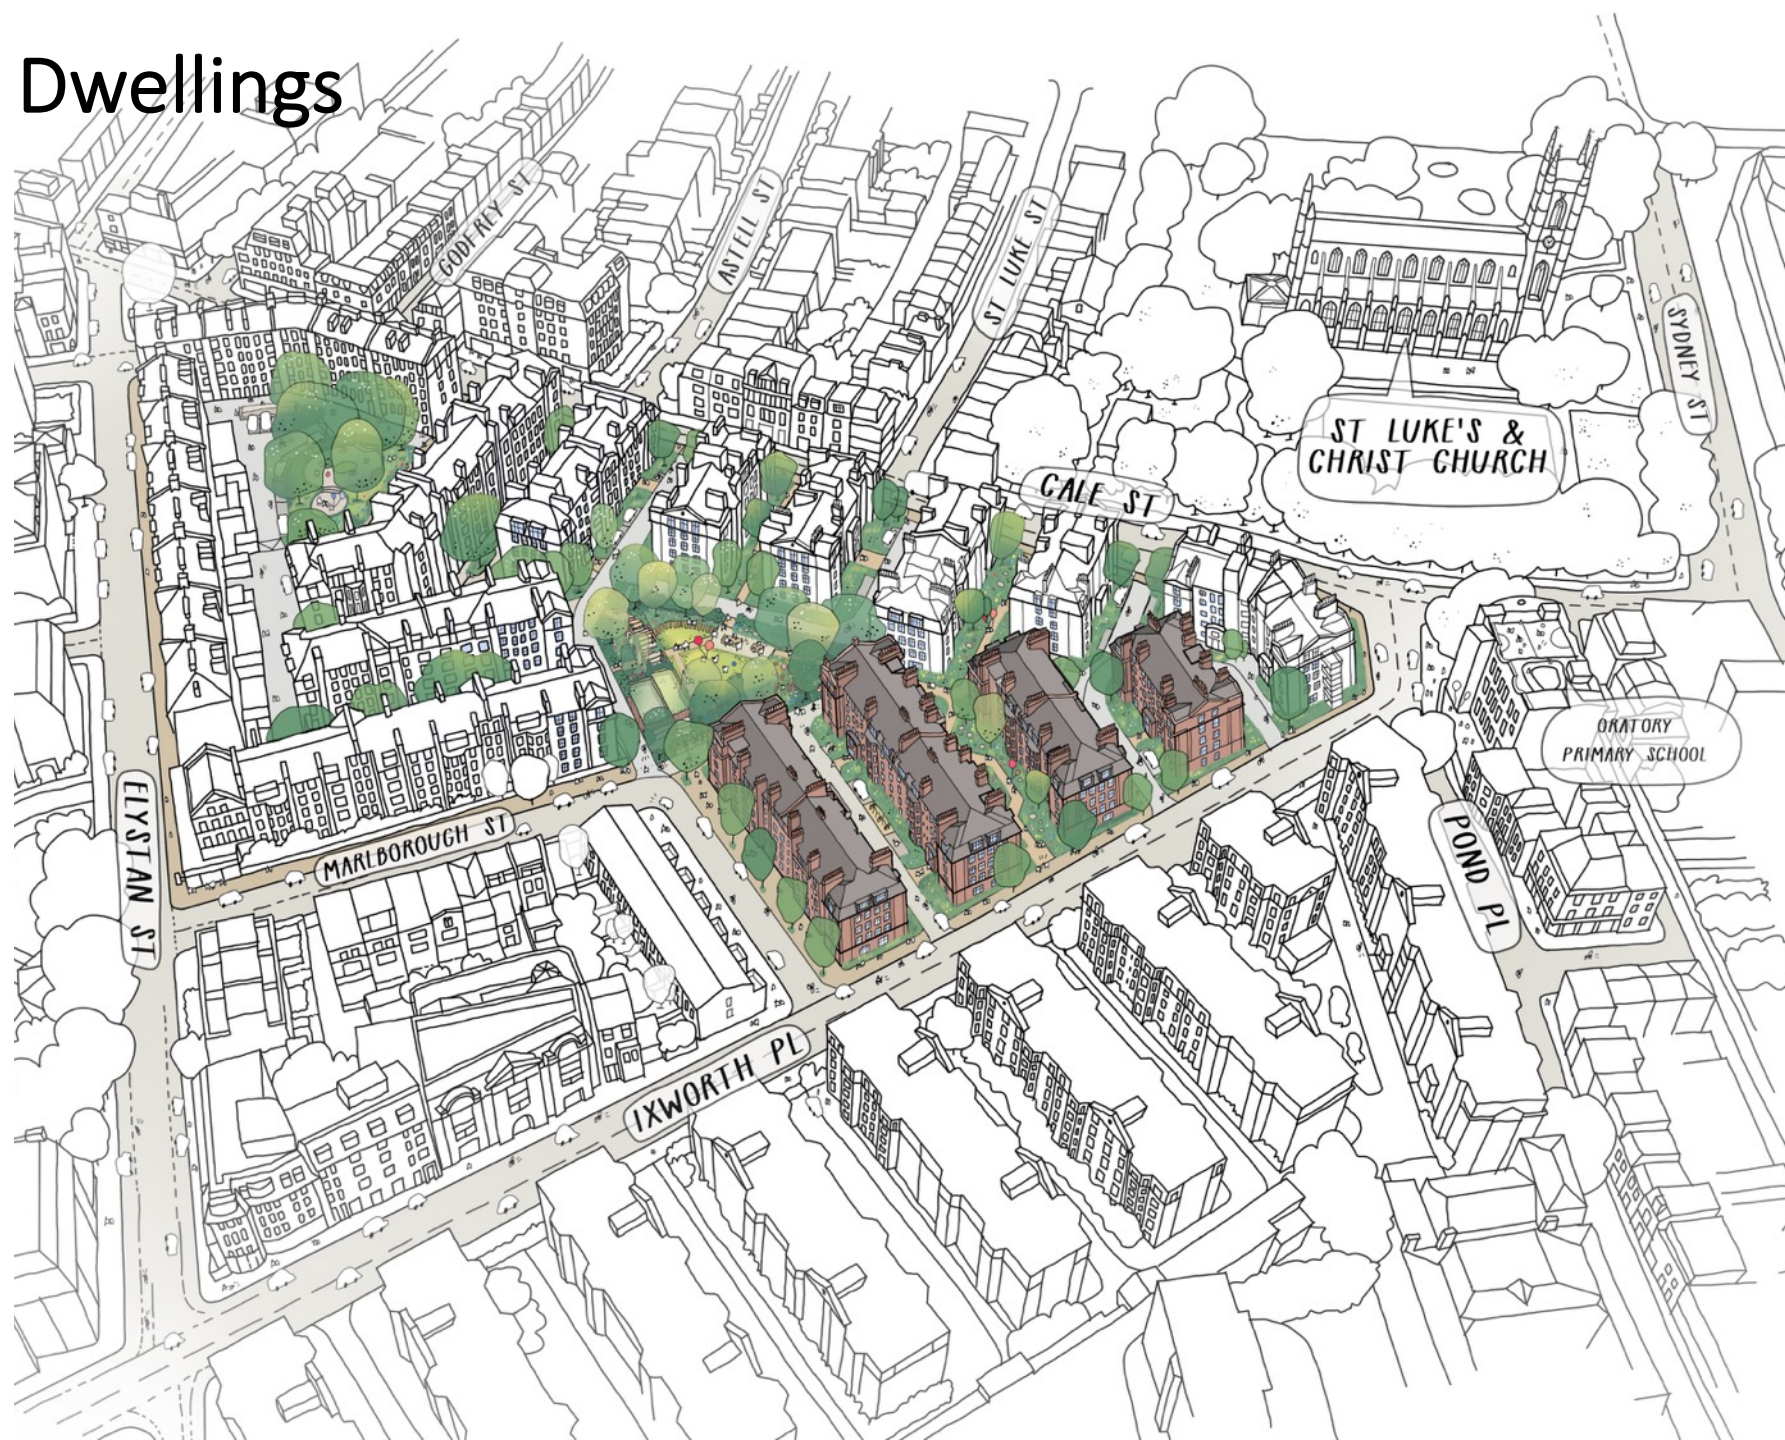 Dwellings
GODFREY ST
ASTELL ST
ST LUKE ST
SYDNEY ST
ST LUKE'S &
CHRIST CHURCH
CALE ST
ORATORY
PRIMARY SCHOOL
ELYSTAN ST
MARLBOROUGH ST
POND PL
IXWORTH PL